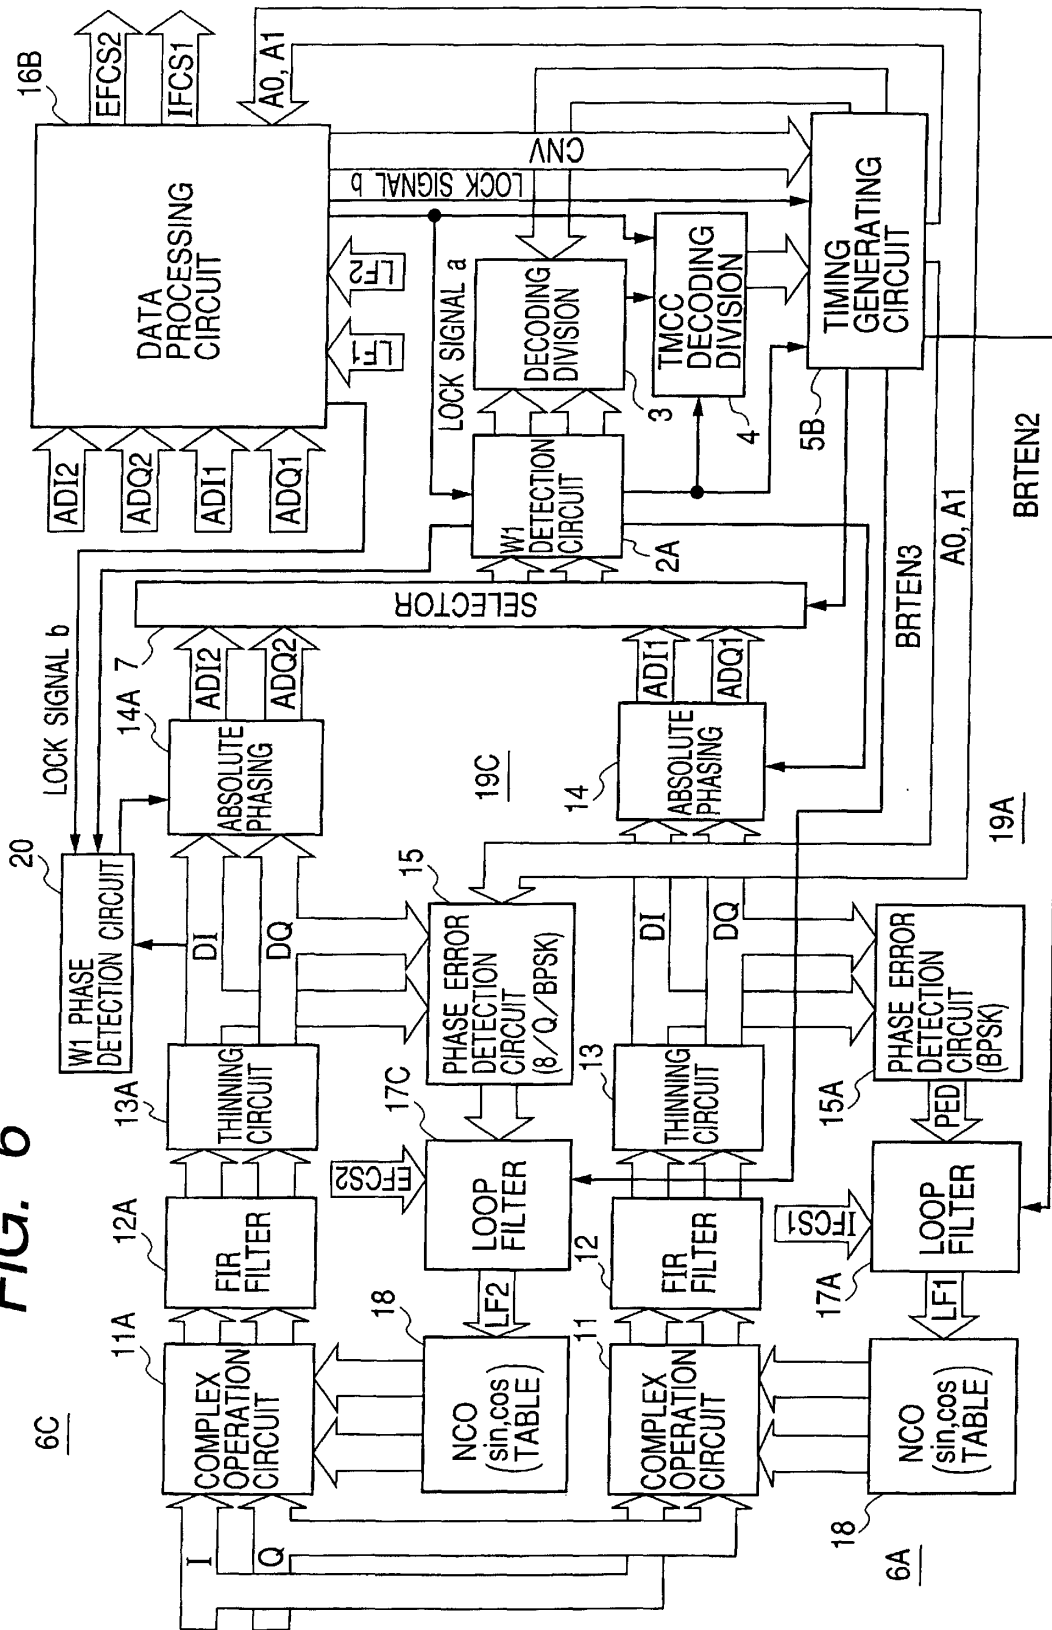 FIG. 6
6C
I
Q
11A
COMPLEX
OPERATION
CIRCUIT
12A
FIR
FILTER
13A
THINNING
CIRCUIT
DI
DQ
20
W1 PHASE
DETECTION CIRCUIT
LOCK SIGNAL b
14A
ABSOLUTE
PHASING
ADI2
ADQ2
7
SELECTOR
18
NCO
(sin,cos
TABLE)
LF2
17C
LOOP
FILTER
EFCS2
15
PHASE ERROR
DETECTION
CIRCUIT
(8/Q/BPSK)
19C
11
COMPLEX
OPERATION
CIRCUIT
12
FIR
FILTER
13
THINNING
CIRCUIT
DI
DQ
14
ABSOLUTE
PHASING
ADI1
ADQ1
6A
18
NCO
(sin,cos
TABLE)
LF1
17A
LOOP
FILTER
IFCS1
PED
15A
PHASE ERROR
DETECTION
CIRCUIT
(BPSK)
19A
ADI2
ADQ2
ADI1
ADQ1
16B
DATA
PROCESSING
CIRCUIT
EFCS2
IFCS1
A0, A1
LF1
LF2
LOCK SIGNAL a
LOCK SIGNAL b
CNV
W1
DETECTION
CIRCUIT
2A
DECODING
DIVISION
3
TMCC
DECODING
DIVISION
4
TIMING
GENERATING
CIRCUIT
5B
BRTEN3
A0, A1
BRTEN2